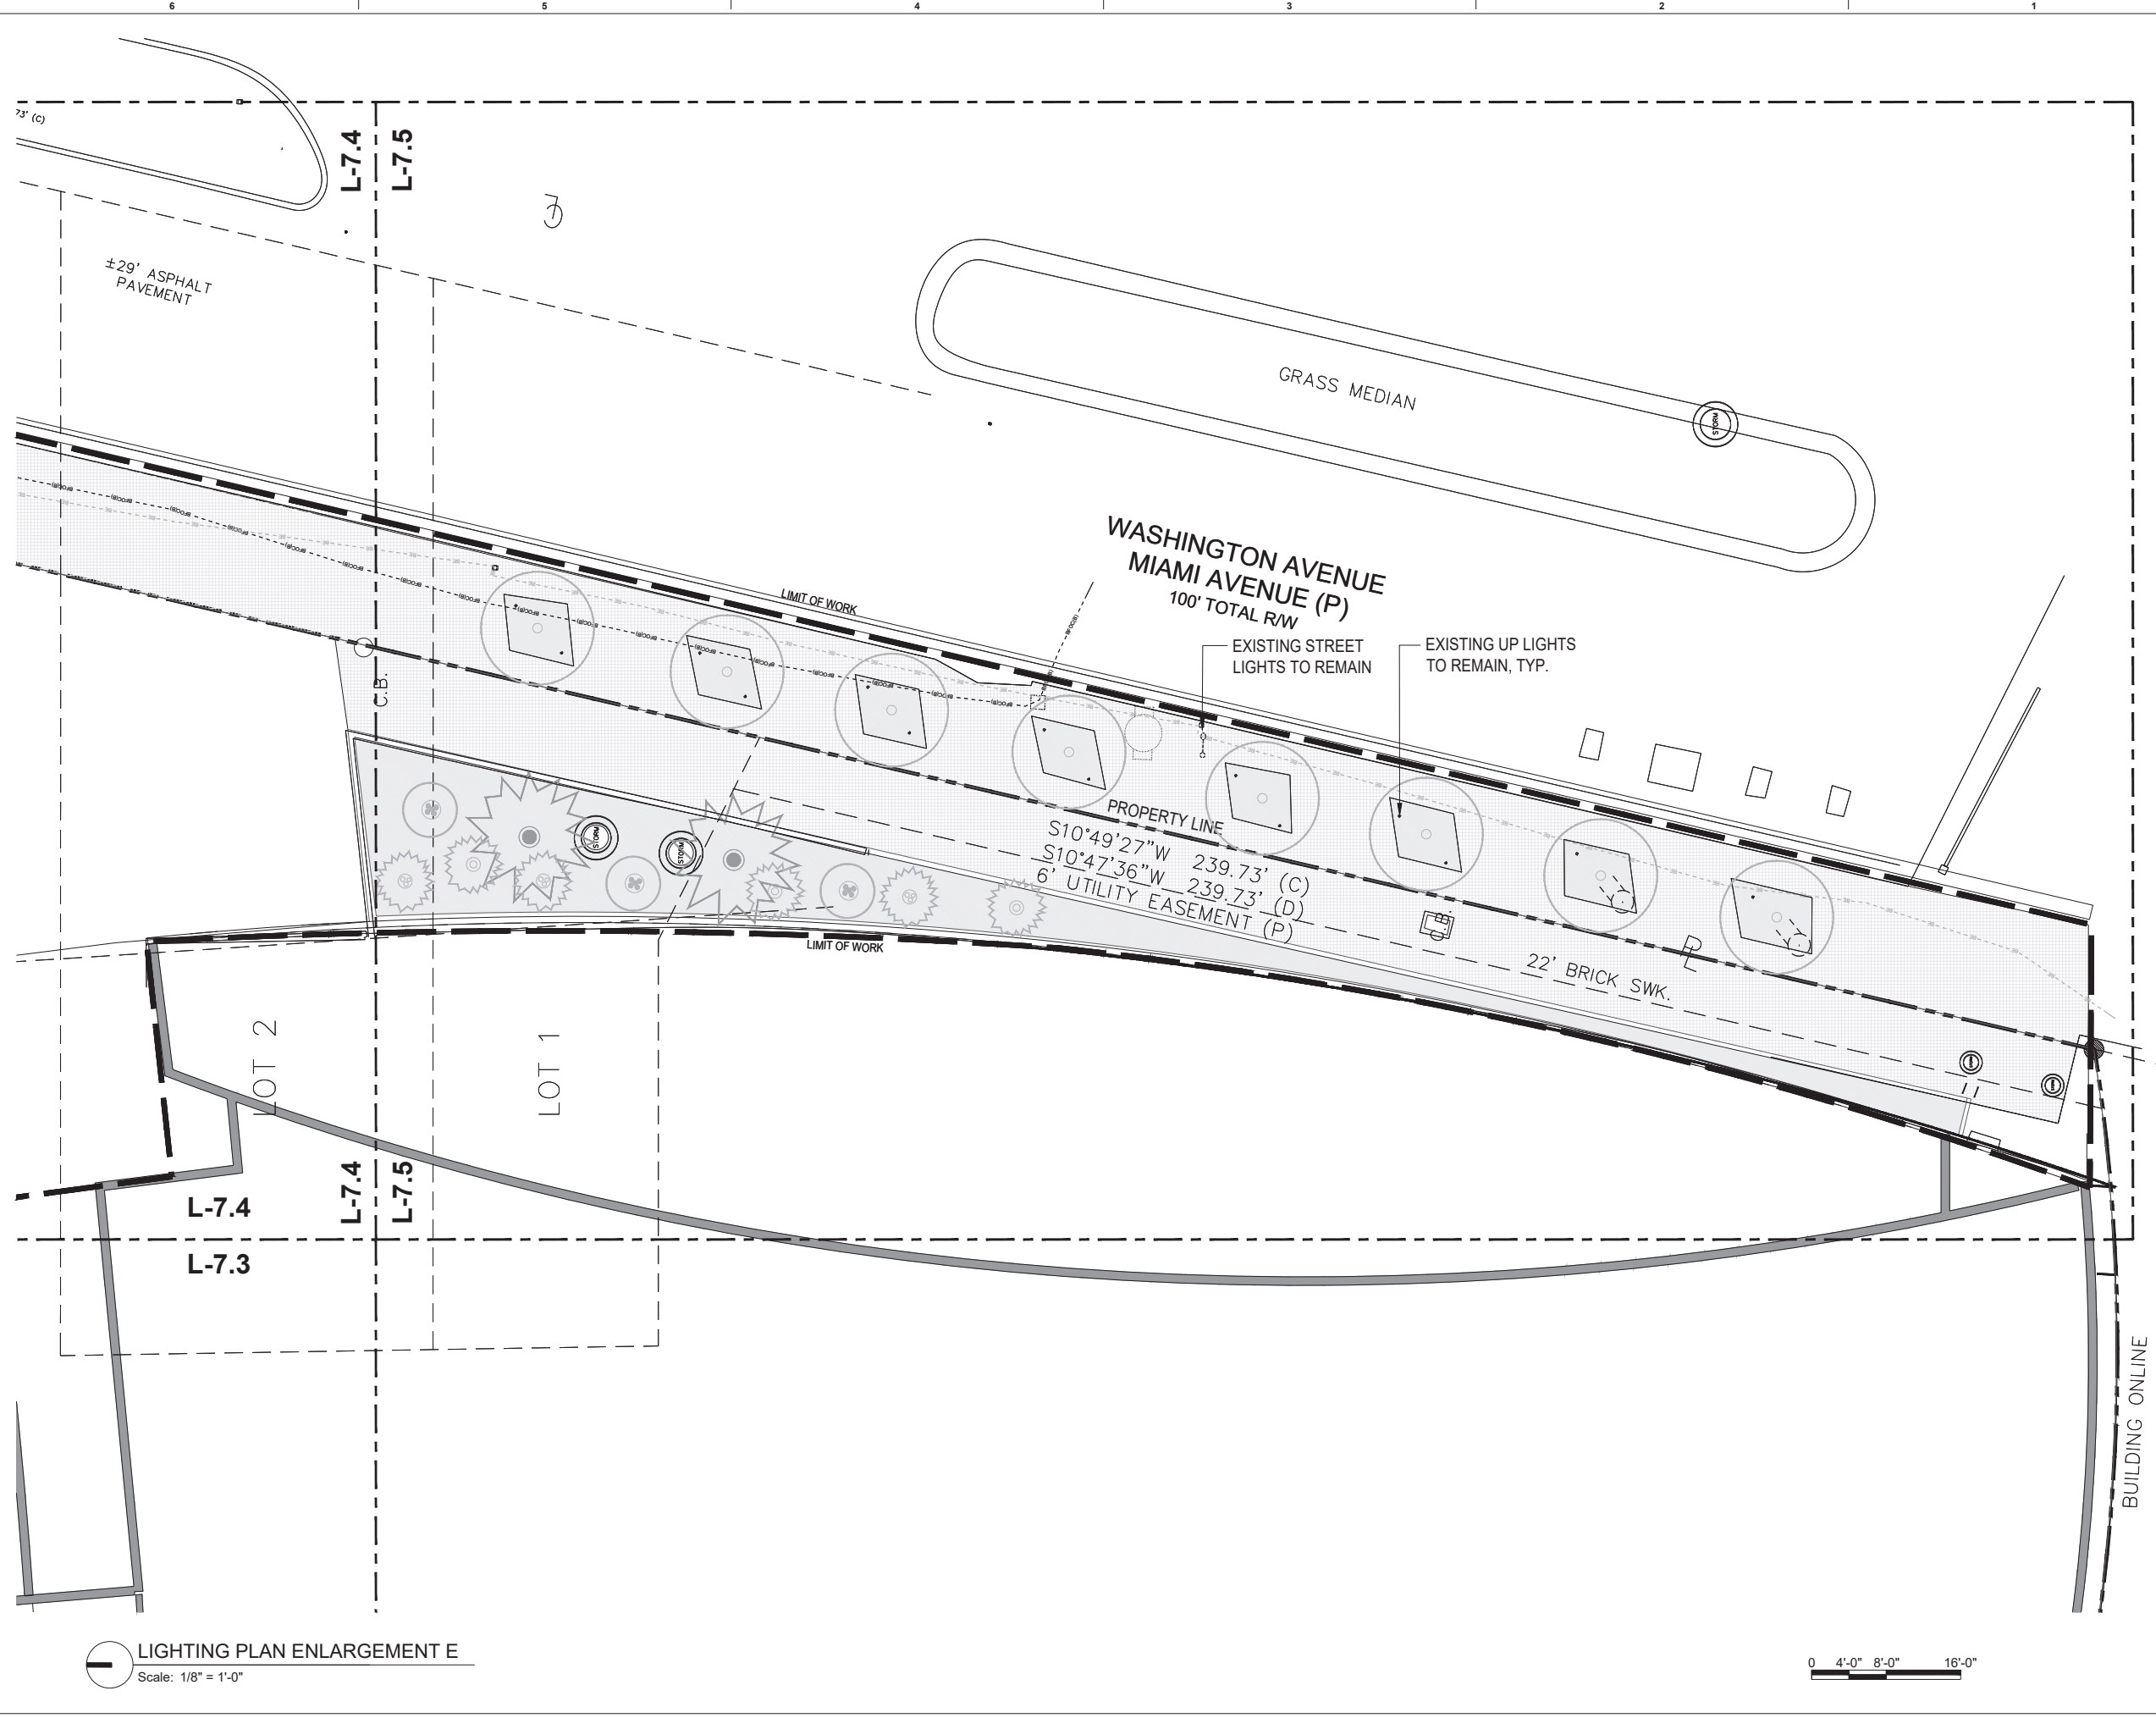 6 5 4 3 2 1
73' (C)
L-7.4
L-7.5
±29' ASPHALT
PAVEMENT
GRASS MEDIAN
STORM
WASHINGTON AVENUE
MIAMI AVENUE (P)
100' TOTAL R/W
LIMIT OF WORK
EXISTING STREET
LIGHTS TO REMAIN
EXISTING UP LIGHTS
TO REMAIN, TYP.
C.B.
PROPERTY LINE
S10°49'27"W 239.73' (C)
S10°47'36"W 239.73' (D)
6' UTILITY EASEMENT (P)
STORM
STORM
C.B.
22' BRICK SWK.
LIMIT OF WORK
LOT 2
LOT 1
L-7.4
L-7.5
L-7.4
L-7.3
BUILDING ONLINE
LIGHTING PLAN ENLARGEMENT E
Scale: 1/8" = 1'-0"
0 4'-0" 8'-0" 16'-0"